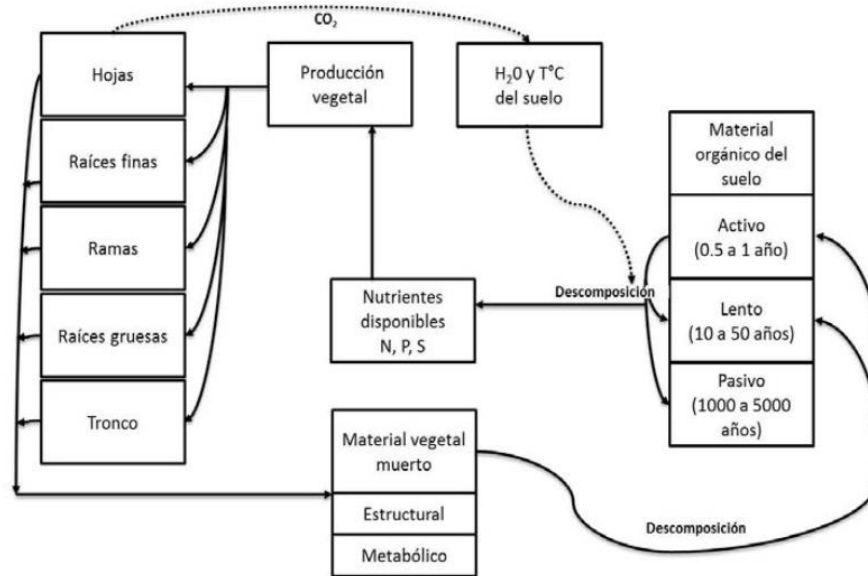 CO₂
Hojas
Raíces finas
Ramas
Raíces gruesas
Tronco
Producción
vegetal
H₂0 y T°C
del suelo
Material
orgánico del
suelo
Activo
(0.5 a 1 año)
Lento
(10 a 50 años)
Pasivo
(1000 a 5000
años)
Descomposición
Nutrientes
disponibles
N, P, S
Material vegetal
muerto
Estructural
Metabólico
Descomposición